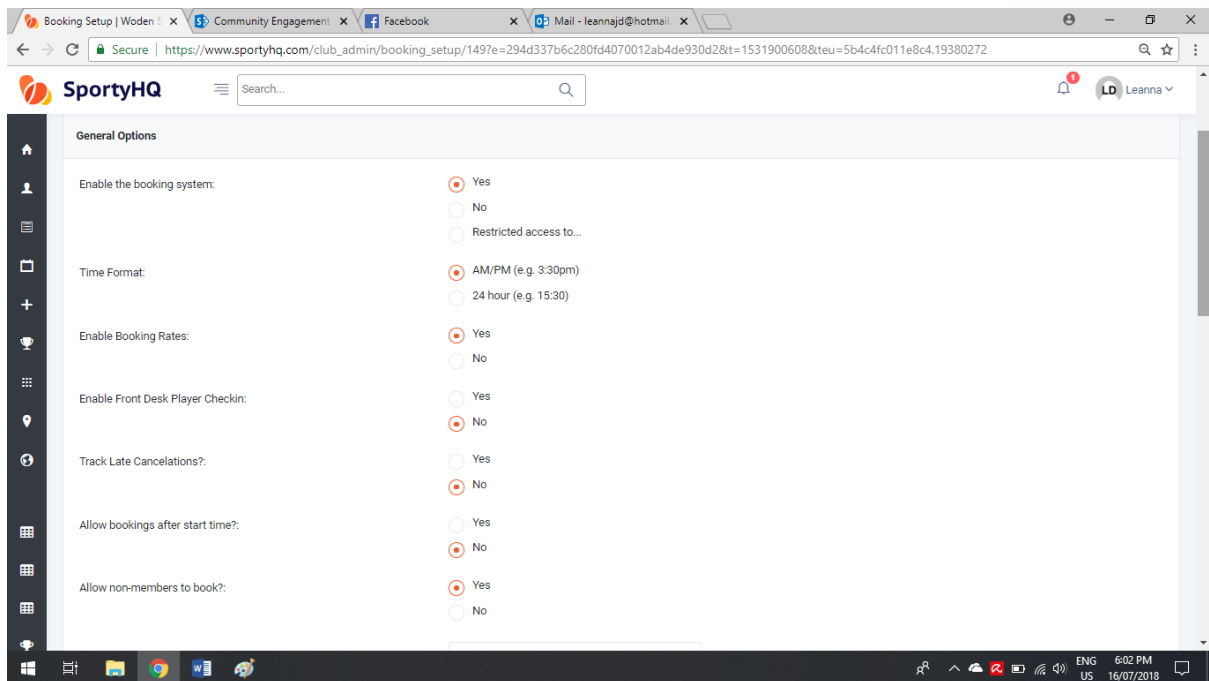 Booking Setup | Woden S
Community Engagement
Facebook
Mail - leannajd@hotmail.
Secure | https://www.sportyhq.com/club_admin/booking_setup/149?e=294d337b6c280fd4070012ab4de930d2&t=1531900608&teu=5b4c4fc011e8c4.19380272
SportyHQ
Search...
1
LD Leanna
General Options
Enable the booking system:
Yes
No
Restricted access to...
Time Format:
AM/PM (e.g. 3:30pm)
24 hour (e.g. 15:30)
Enable Booking Rates:
Yes
No
Enable Front Desk Player Checkin:
Yes
No
Track Late Cancelations?:
Yes
No
Allow bookings after start time?:
Yes
No
Allow non-members to book?:
Yes
No
ENG 6:02 PM
US 16/07/2018